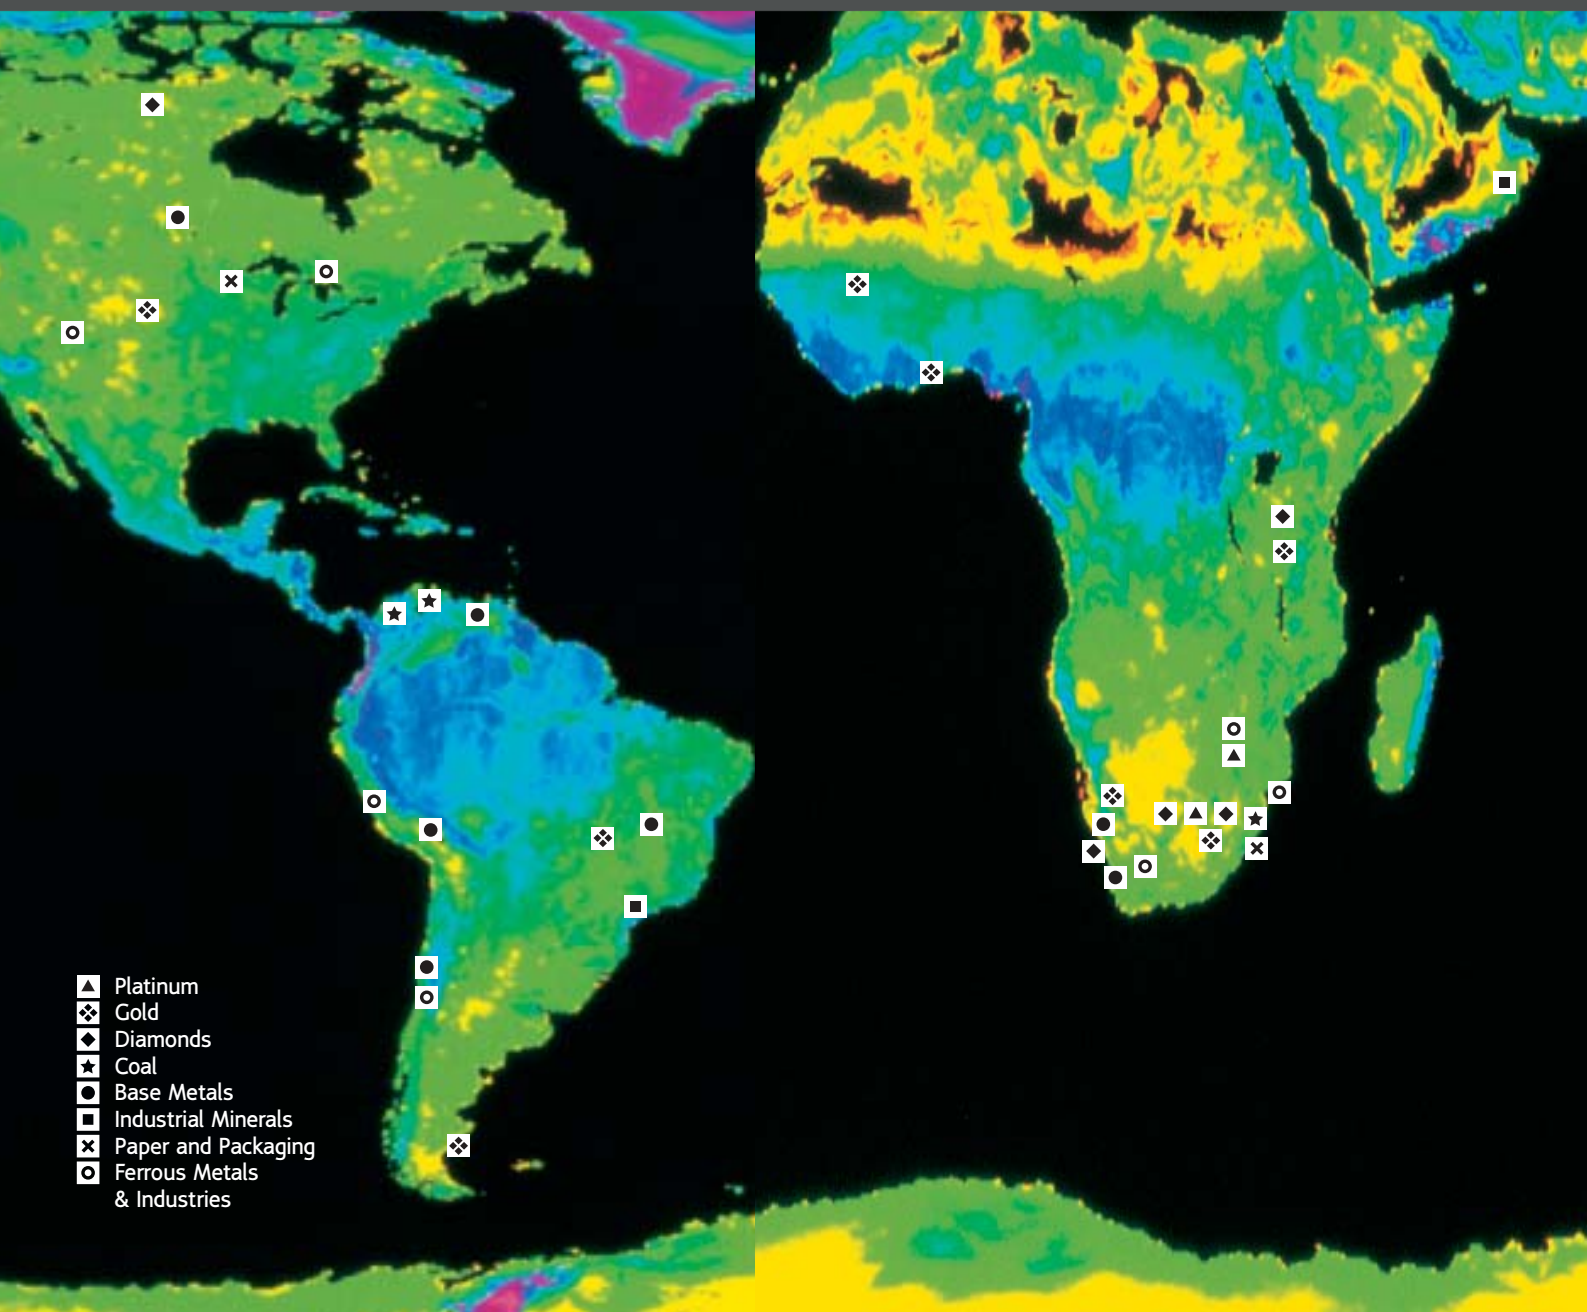 Platinum
Gold
Diamonds
Coal
Base Metals
Industrial Minerals
Paper and Packaging
Ferrous Metals
& Industries